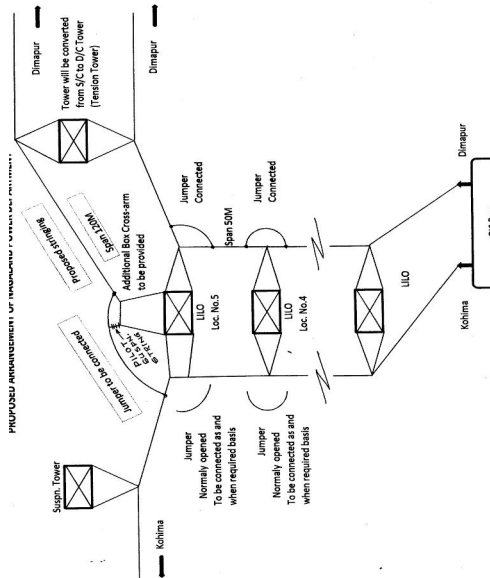 PROPOSED ARRANGEMENT OF NAGALAND POWER DEPARTMENT
Dimapur
Tower will be converted
from S/C to D/C Tower
(Tension Tower)
Dimapur
Proposed stringing
Span 120M
Additional Box Cross-arm
to be provided
Jumper to be connected
PILOT
SUSPN.
STRING
Suspn. Tower
Kohima
Jumper
Connected
Span 50M
Jumper
Connected
LILO
Loc. No.5
LILO
Loc. No.4
LILO
Jumper
Normaly opened
To be connected as and
when required basis
Jumper
Normaly opened
To be connected as and
when required basis
Dimapur
Kohima